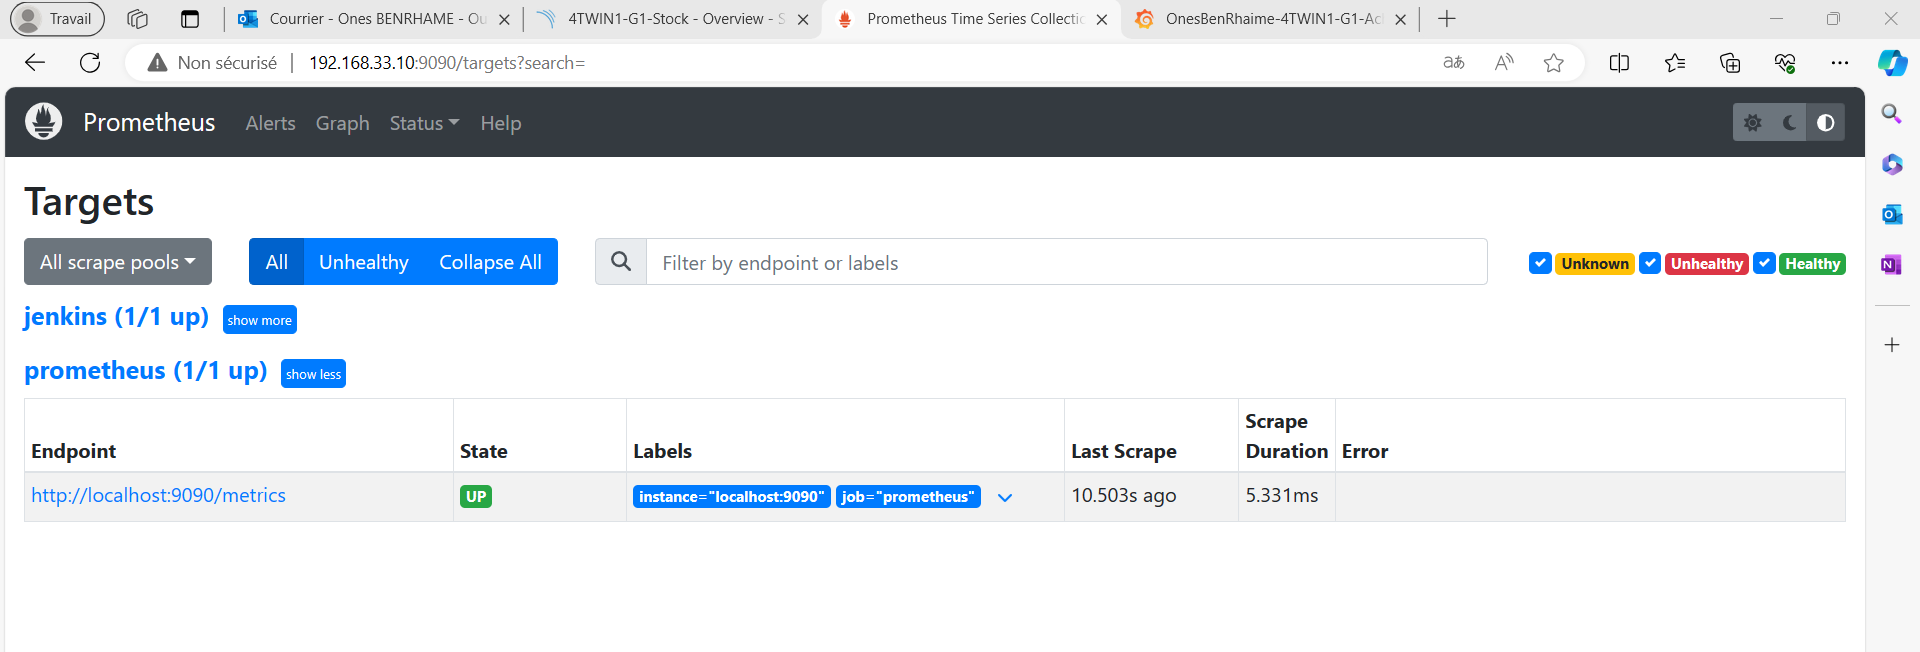 Travail
Courrier - Ones BENRHAME - Ou
4TWIN1-G1-Stock - Overview - S
Prometheus Time Series Collectic
OnesBenRhaime-4TWIN1-G1-Ac
Non sécurisé | 192.168.33.10:9090/targets?search=
Prometheus Alerts Graph Status Help
Targets
All scrape pools All Unhealthy Collapse All Filter by endpoint or labels Unknown Unhealthy Healthy
jenkins (1/1 up) show more
prometheus (1/1 up) show less
Endpoint State Labels Last Scrape Scrape Duration Error
http://localhost:9090/metrics UP instance="localhost:9090" job="prometheus" 10.503s ago 5.331ms